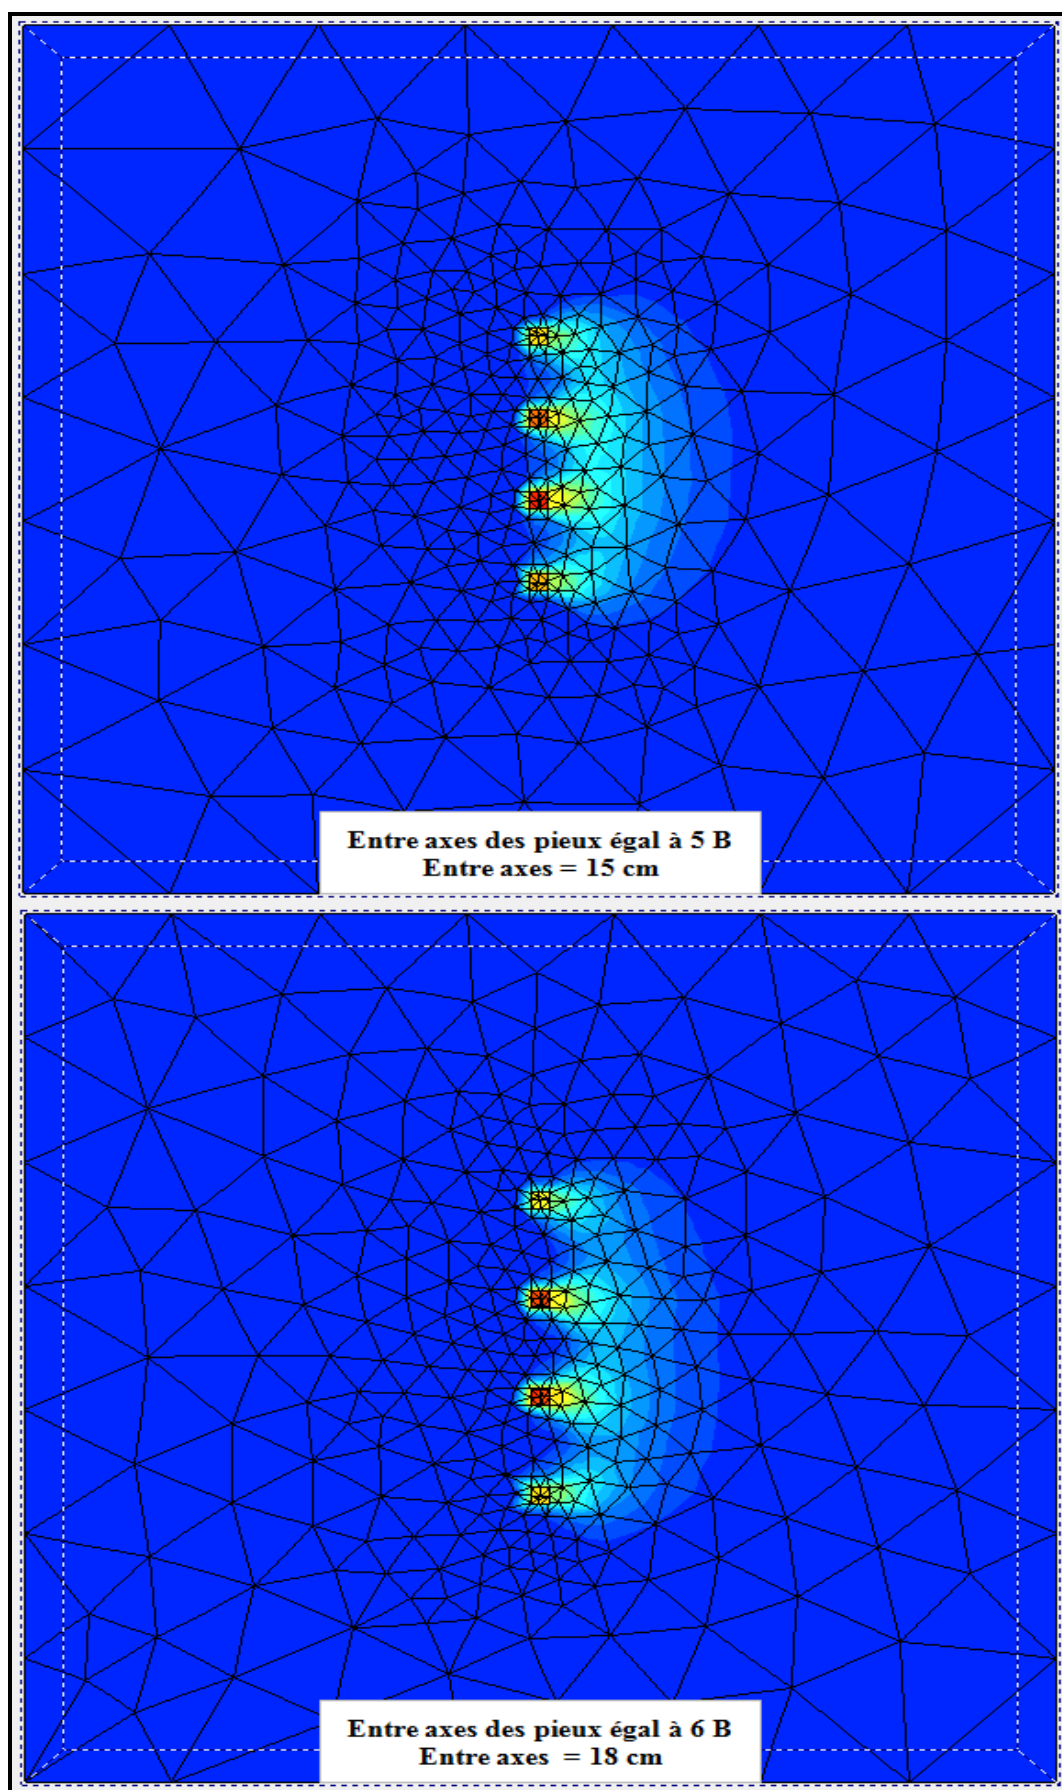 Entre axes des pieux égal à 5 B
Entre axes = 15 cm
Entre axes des pieux égal à 6 B
Entre axes = 18 cm